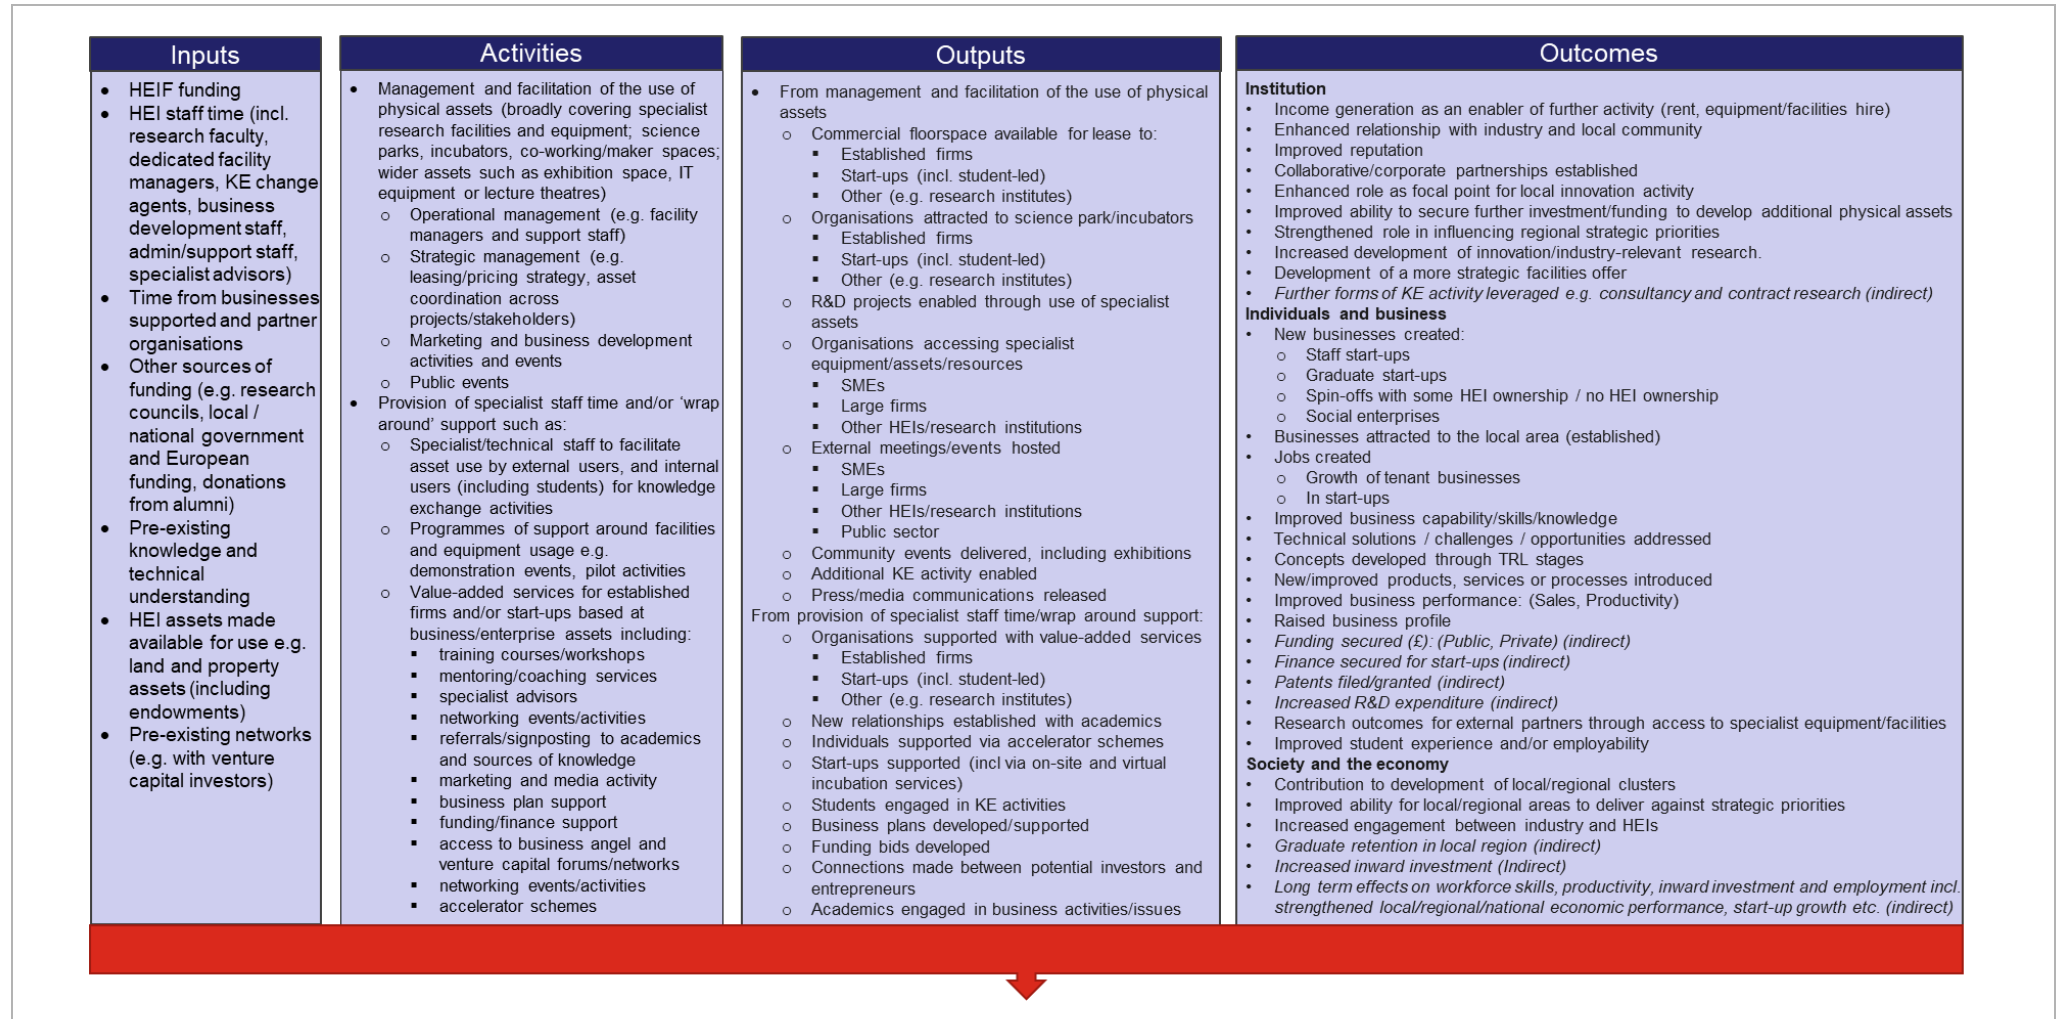 Inputs
• HEIF funding
• HEI staff time (incl.
research faculty,
dedicated facility
managers, KE change
agents, business
development staff,
admin/support staff,
specialist advisors)
• Time from businesses
supported and partner
organisations
• Other sources of
funding (e.g. research
councils, local /
national government
and European
funding, donations
from alumni)
• Pre-existing
knowledge and
technical
understanding
• HEI assets made
available for use e.g.
land and property
assets (including
endowments)
• Pre-existing networks
(e.g. with venture
capital investors)
Activities
• Management and facilitation of the use of
physical assets (broadly covering specialist
research facilities and equipment; science
parks, incubators, co-working/maker spaces;
wider assets such as exhibition space, IT
equipment or lecture theatres)
o Operational management (e.g. facility
managers and support staff)
o Strategic management (e.g.
leasing/pricing strategy, asset
coordination across
projects/stakeholders)
o Marketing and business development
activities and events
o Public events
• Provision of specialist staff time and/or ‘wrap
around’ support such as:
o Specialist/technical staff to facilitate
asset use by external users, and internal
users (including students) for knowledge
exchange activities
o Programmes of support around facilities
and equipment usage e.g.
demonstration events, pilot activities
o Value-added services for established
firms and/or start-ups based at
business/enterprise assets including:
▪ training courses/workshops
▪ mentoring/coaching services
▪ specialist advisors
▪ networking events/activities
▪ referrals/signposting to academics
and sources of knowledge
▪ marketing and media activity
▪ business plan support
▪ funding/finance support
▪ access to business angel and
venture capital forums/networks
▪ networking events/activities
▪ accelerator schemes
Outputs
• From management and facilitation of the use of physical
assets
o Commercial floorspace available for lease to:
▪ Established firms
▪ Start-ups (incl. student-led)
▪ Other (e.g. research institutes)
o Organisations attracted to science park/incubators
▪ Established firms
▪ Start-ups (incl. student-led)
▪ Other (e.g. research institutes)
o R&D projects enabled through use of specialist
assets
o Organisations accessing specialist
equipment/assets/resources
▪ SMEs
▪ Large firms
▪ Other HEIs/research institutions
o External meetings/events hosted
▪ SMEs
▪ Large firms
▪ Other HEIs/research institutions
▪ Public sector
o Community events delivered, including exhibitions
o Additional KE activity enabled
o Press/media communications released
From provision of specialist staff time/wrap around support:
o Organisations supported with value-added services
▪ Established firms
▪ Start-ups (incl. student-led)
▪ Other (e.g. research institutes)
o New relationships established with academics
o Individuals supported via accelerator schemes
o Start-ups supported (incl via on-site and virtual
incubation services)
o Students engaged in KE activities
o Business plans developed/supported
o Funding bids developed
o Connections made between potential investors and
entrepreneurs
o Academics engaged in business activities/issues
Outcomes
Institution
• Income generation as an enabler of further activity (rent, equipment/facilities hire)
• Enhanced relationship with industry and local community
• Improved reputation
• Collaborative/corporate partnerships established
• Enhanced role as focal point for local innovation activity
• Improved ability to secure further investment/funding to develop additional physical assets
• Strengthened role in influencing regional strategic priorities
• Increased development of innovation/industry-relevant research.
• Development of a more strategic facilities offer
• Further forms of KE activity leveraged e.g. consultancy and contract research (indirect)
Individuals and business
• New businesses created:
o Staff start-ups
o Graduate start-ups
o Spin-offs with some HEI ownership / no HEI ownership
o Social enterprises
• Businesses attracted to the local area (established)
• Jobs created
o Growth of tenant businesses
o In start-ups
• Improved business capability/skills/knowledge
• Technical solutions / challenges / opportunities addressed
• Concepts developed through TRL stages
• New/improved products, services or processes introduced
• Improved business performance: (Sales, Productivity)
• Raised business profile
• Funding secured (£): (Public, Private) (indirect)
• Finance secured for start-ups (indirect)
• Patents filed/granted (indirect)
• Increased R&D expenditure (indirect)
• Research outcomes for external partners through access to specialist equipment/facilities
• Improved student experience and/or employability
Society and the economy
• Contribution to development of local/regional clusters
• Improved ability for local/regional areas to deliver against strategic priorities
• Increased engagement between industry and HEIs
• Graduate retention in local region (indirect)
• Increased inward investment (Indirect)
• Long term effects on workforce skills, productivity, inward investment and employment incl.
strengthened local/regional/national economic performance, start-up growth etc. (indirect)